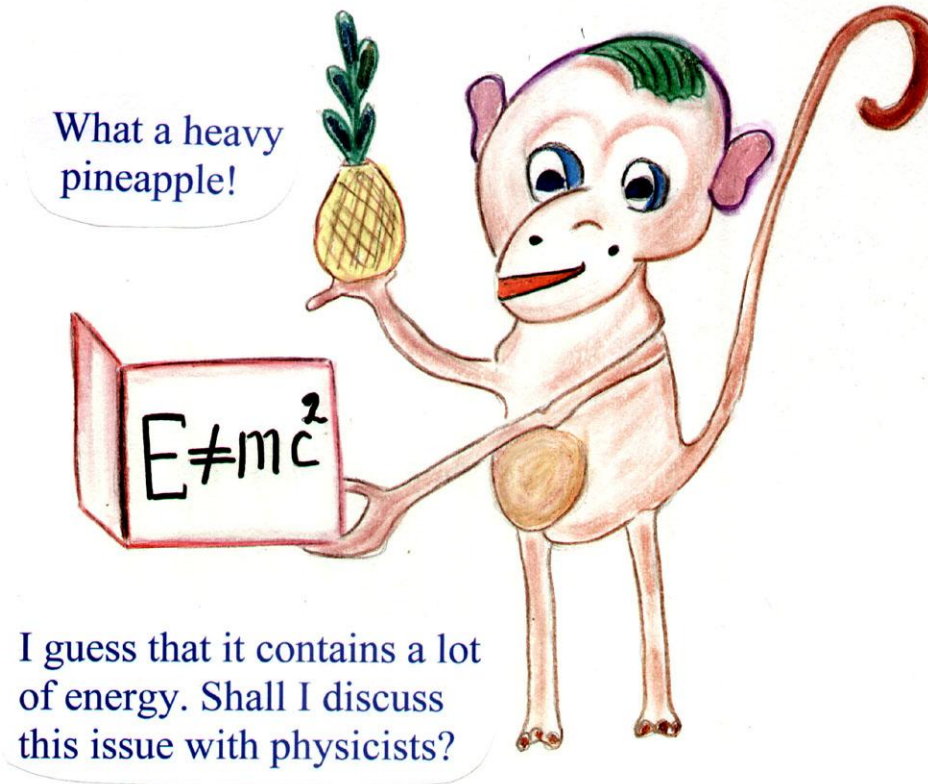 What a heavy
pineapple!
E≠mc²
I guess that it contains a lot
of energy. Shall I discuss
this issue with physicists?